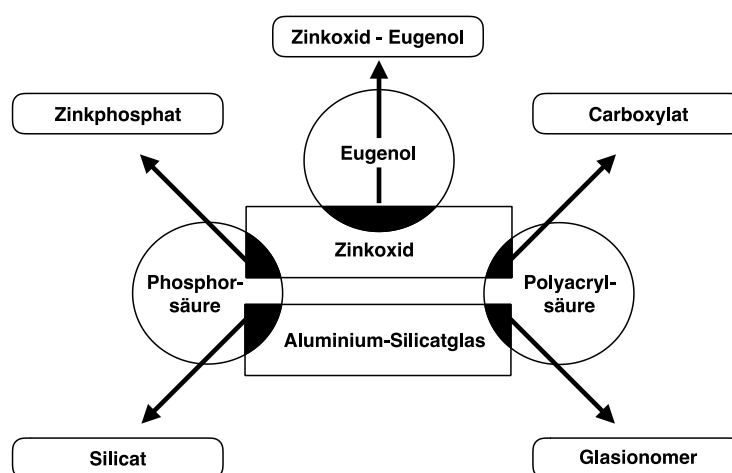 Zinkoxid - Eugenol
Zinkphosphat
Carboxylat
Eugenol
Zinkoxid
Phosphor-
säure
Polyacryl-
säure
Aluminium-Silicatglas
Silicat
Glasionomer